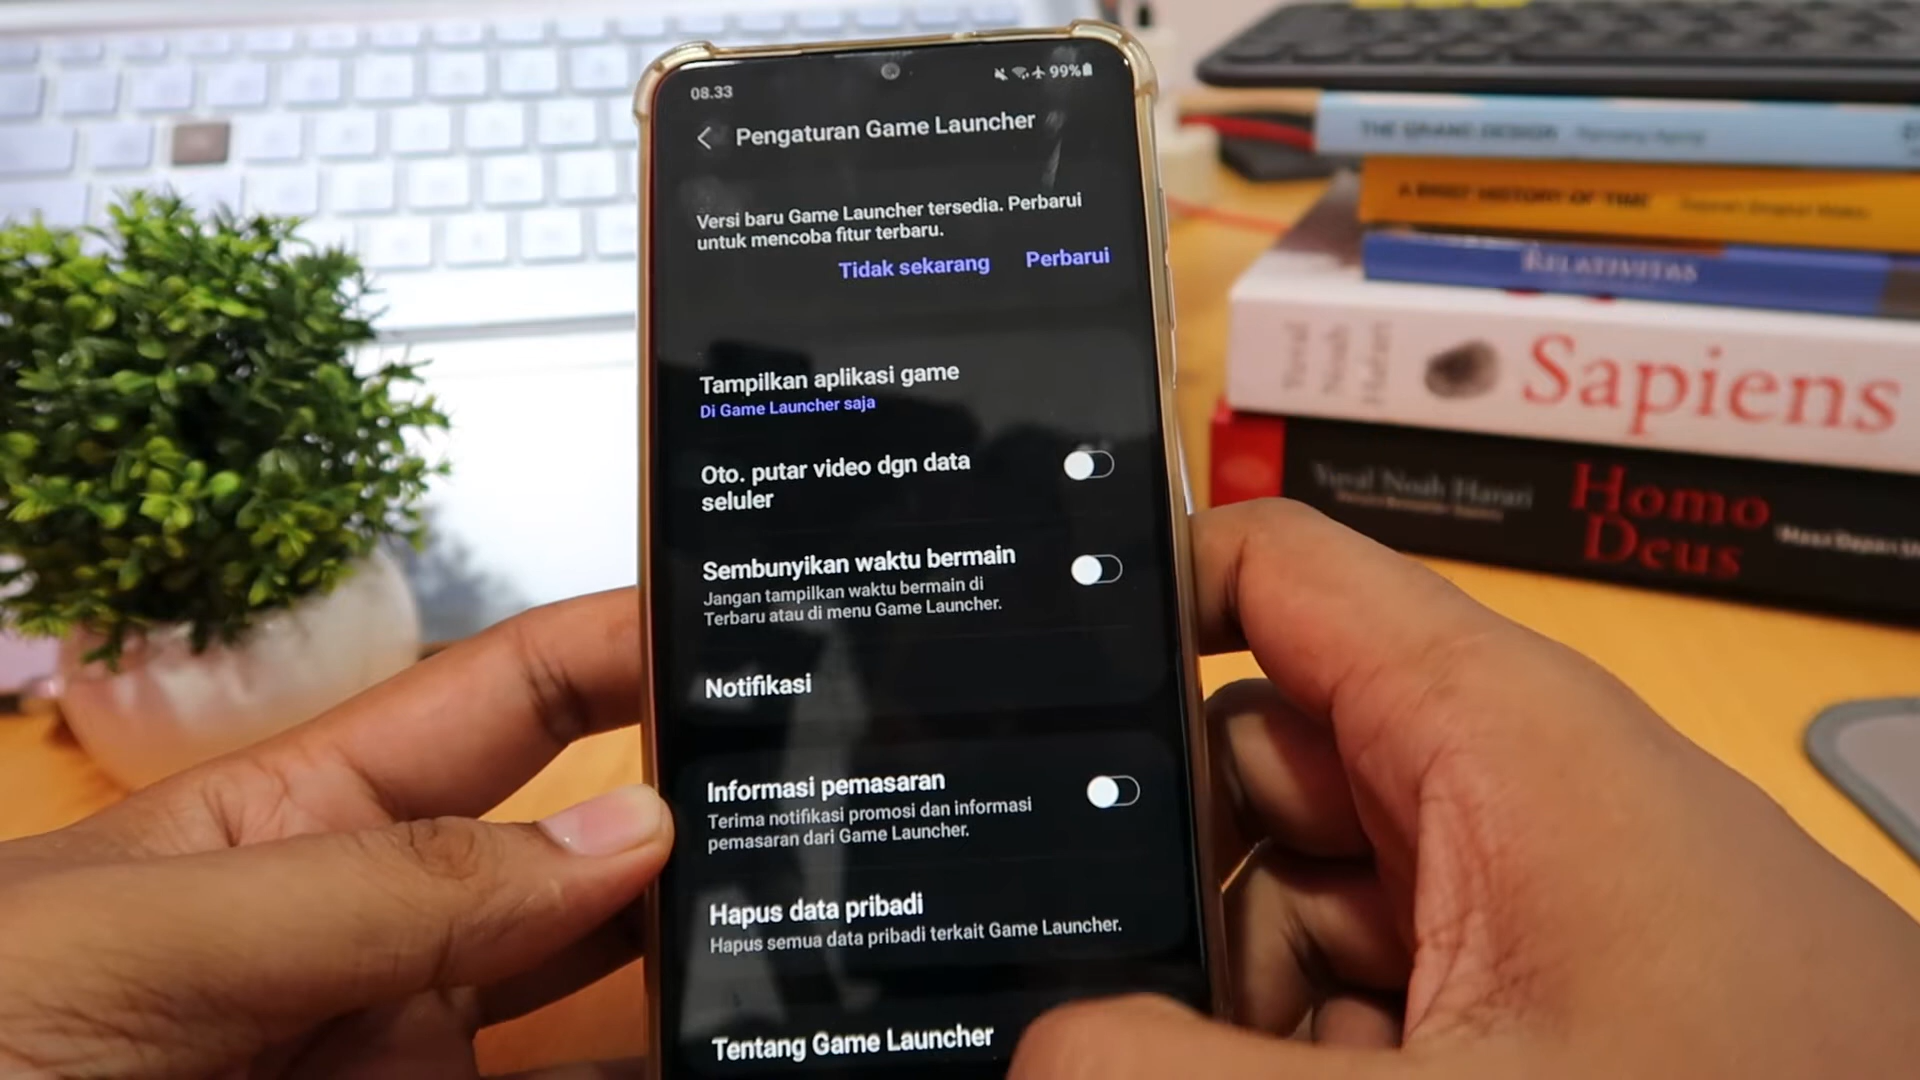 08.33
99%
Pengaturan Game Launcher
Versi baru Game Launcher tersedia. Perbarui
untuk mencoba fitur terbaru.
Tidak sekarang
Perbarui
Tampilkan aplikasi game
Di Game Launcher saja
Oto. putar video dgn data
seluler
Sembunyikan waktu bermain
Jangan tampilkan waktu bermain di
Terbaru atau di menu Game Launcher.
Notifikasi
Informasi pemasaran
Terima notifikasi promosi dan informasi
pemasaran dari Game Launcher.
Hapus data pribadi
Hapus semua data pribadi terkait Game Launcher.
Tentang Game Launcher
THE GRAND DESIGN
A BRIEF HISTORY OF TIME
RELATIVITAS
Yuval
Noah
Harari
Sapiens
Yuval Noah Harari
Homo
Deus